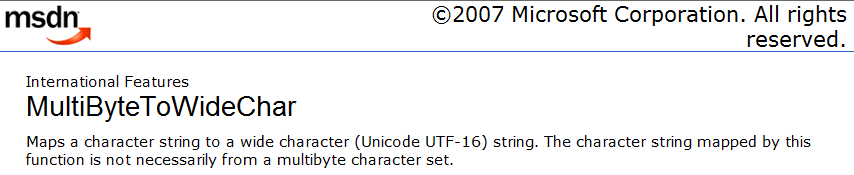 msdn
©2007 Microsoft Corporation. All rights
reserved.
International Features
MultiByteToWideChar
Maps a character string to a wide character (Unicode UTF-16) string. The character string mapped by this
function is not necessarily from a multibyte character set.